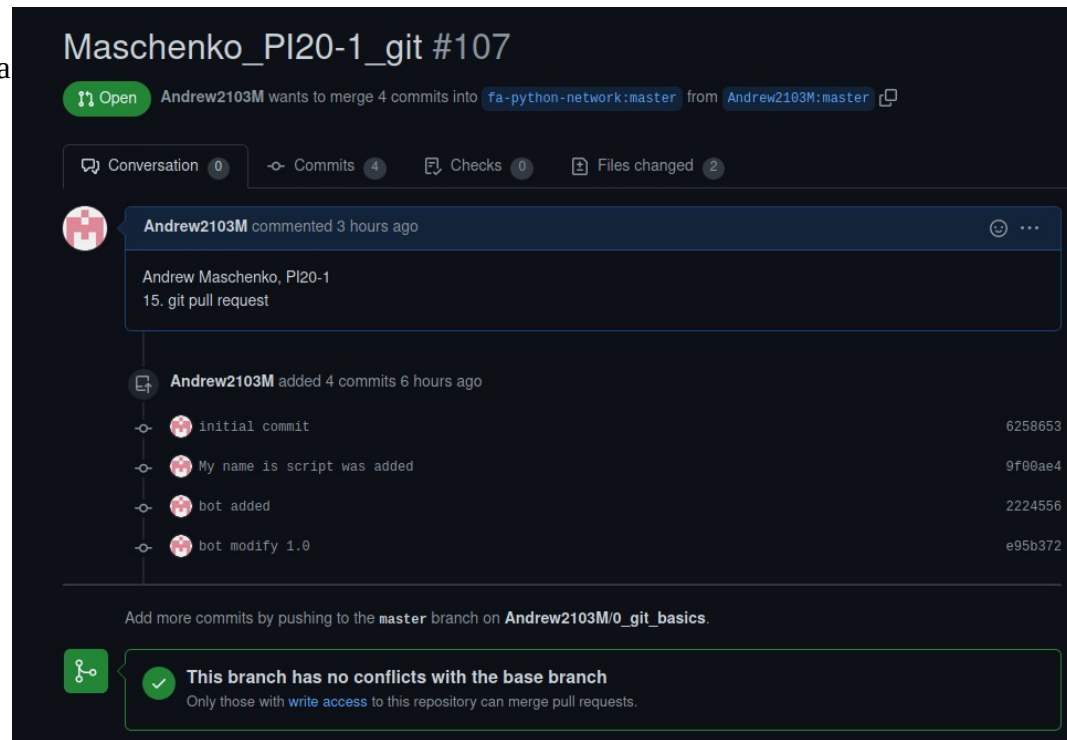 Maschenko_PI20-1_git #107
a
Open Andrew2103M wants to merge 4 commits into fa-python-network:master from Andrew2103M:master
Conversation 0 Commits 4 Checks 0 Files changed 2
Andrew2103M commented 3 hours ago
Andrew Maschenko, PI20-1
15. git pull request
Andrew2103M added 4 commits 6 hours ago
initial commit 6258653
My name is script was added 9f00ae4
bot added 2224556
bot modify 1.0 e95b372
Add more commits by pushing to the master branch on Andrew2103M/0_git_basics.
This branch has no conflicts with the base branch
Only those with write access to this repository can merge pull requests.